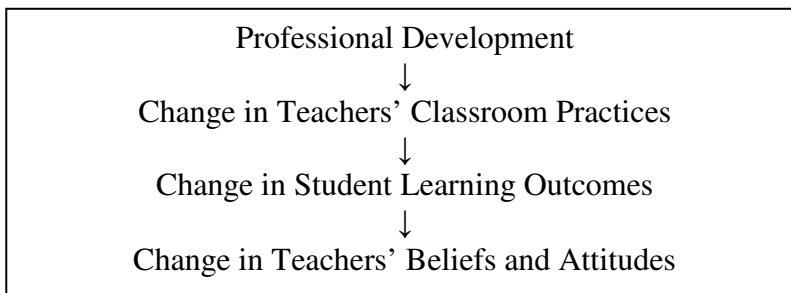 Professional Development
↓
Change in Teachers’ Classroom Practices
↓
Change in Student Learning Outcomes
↓
Change in Teachers’ Beliefs and Attitudes